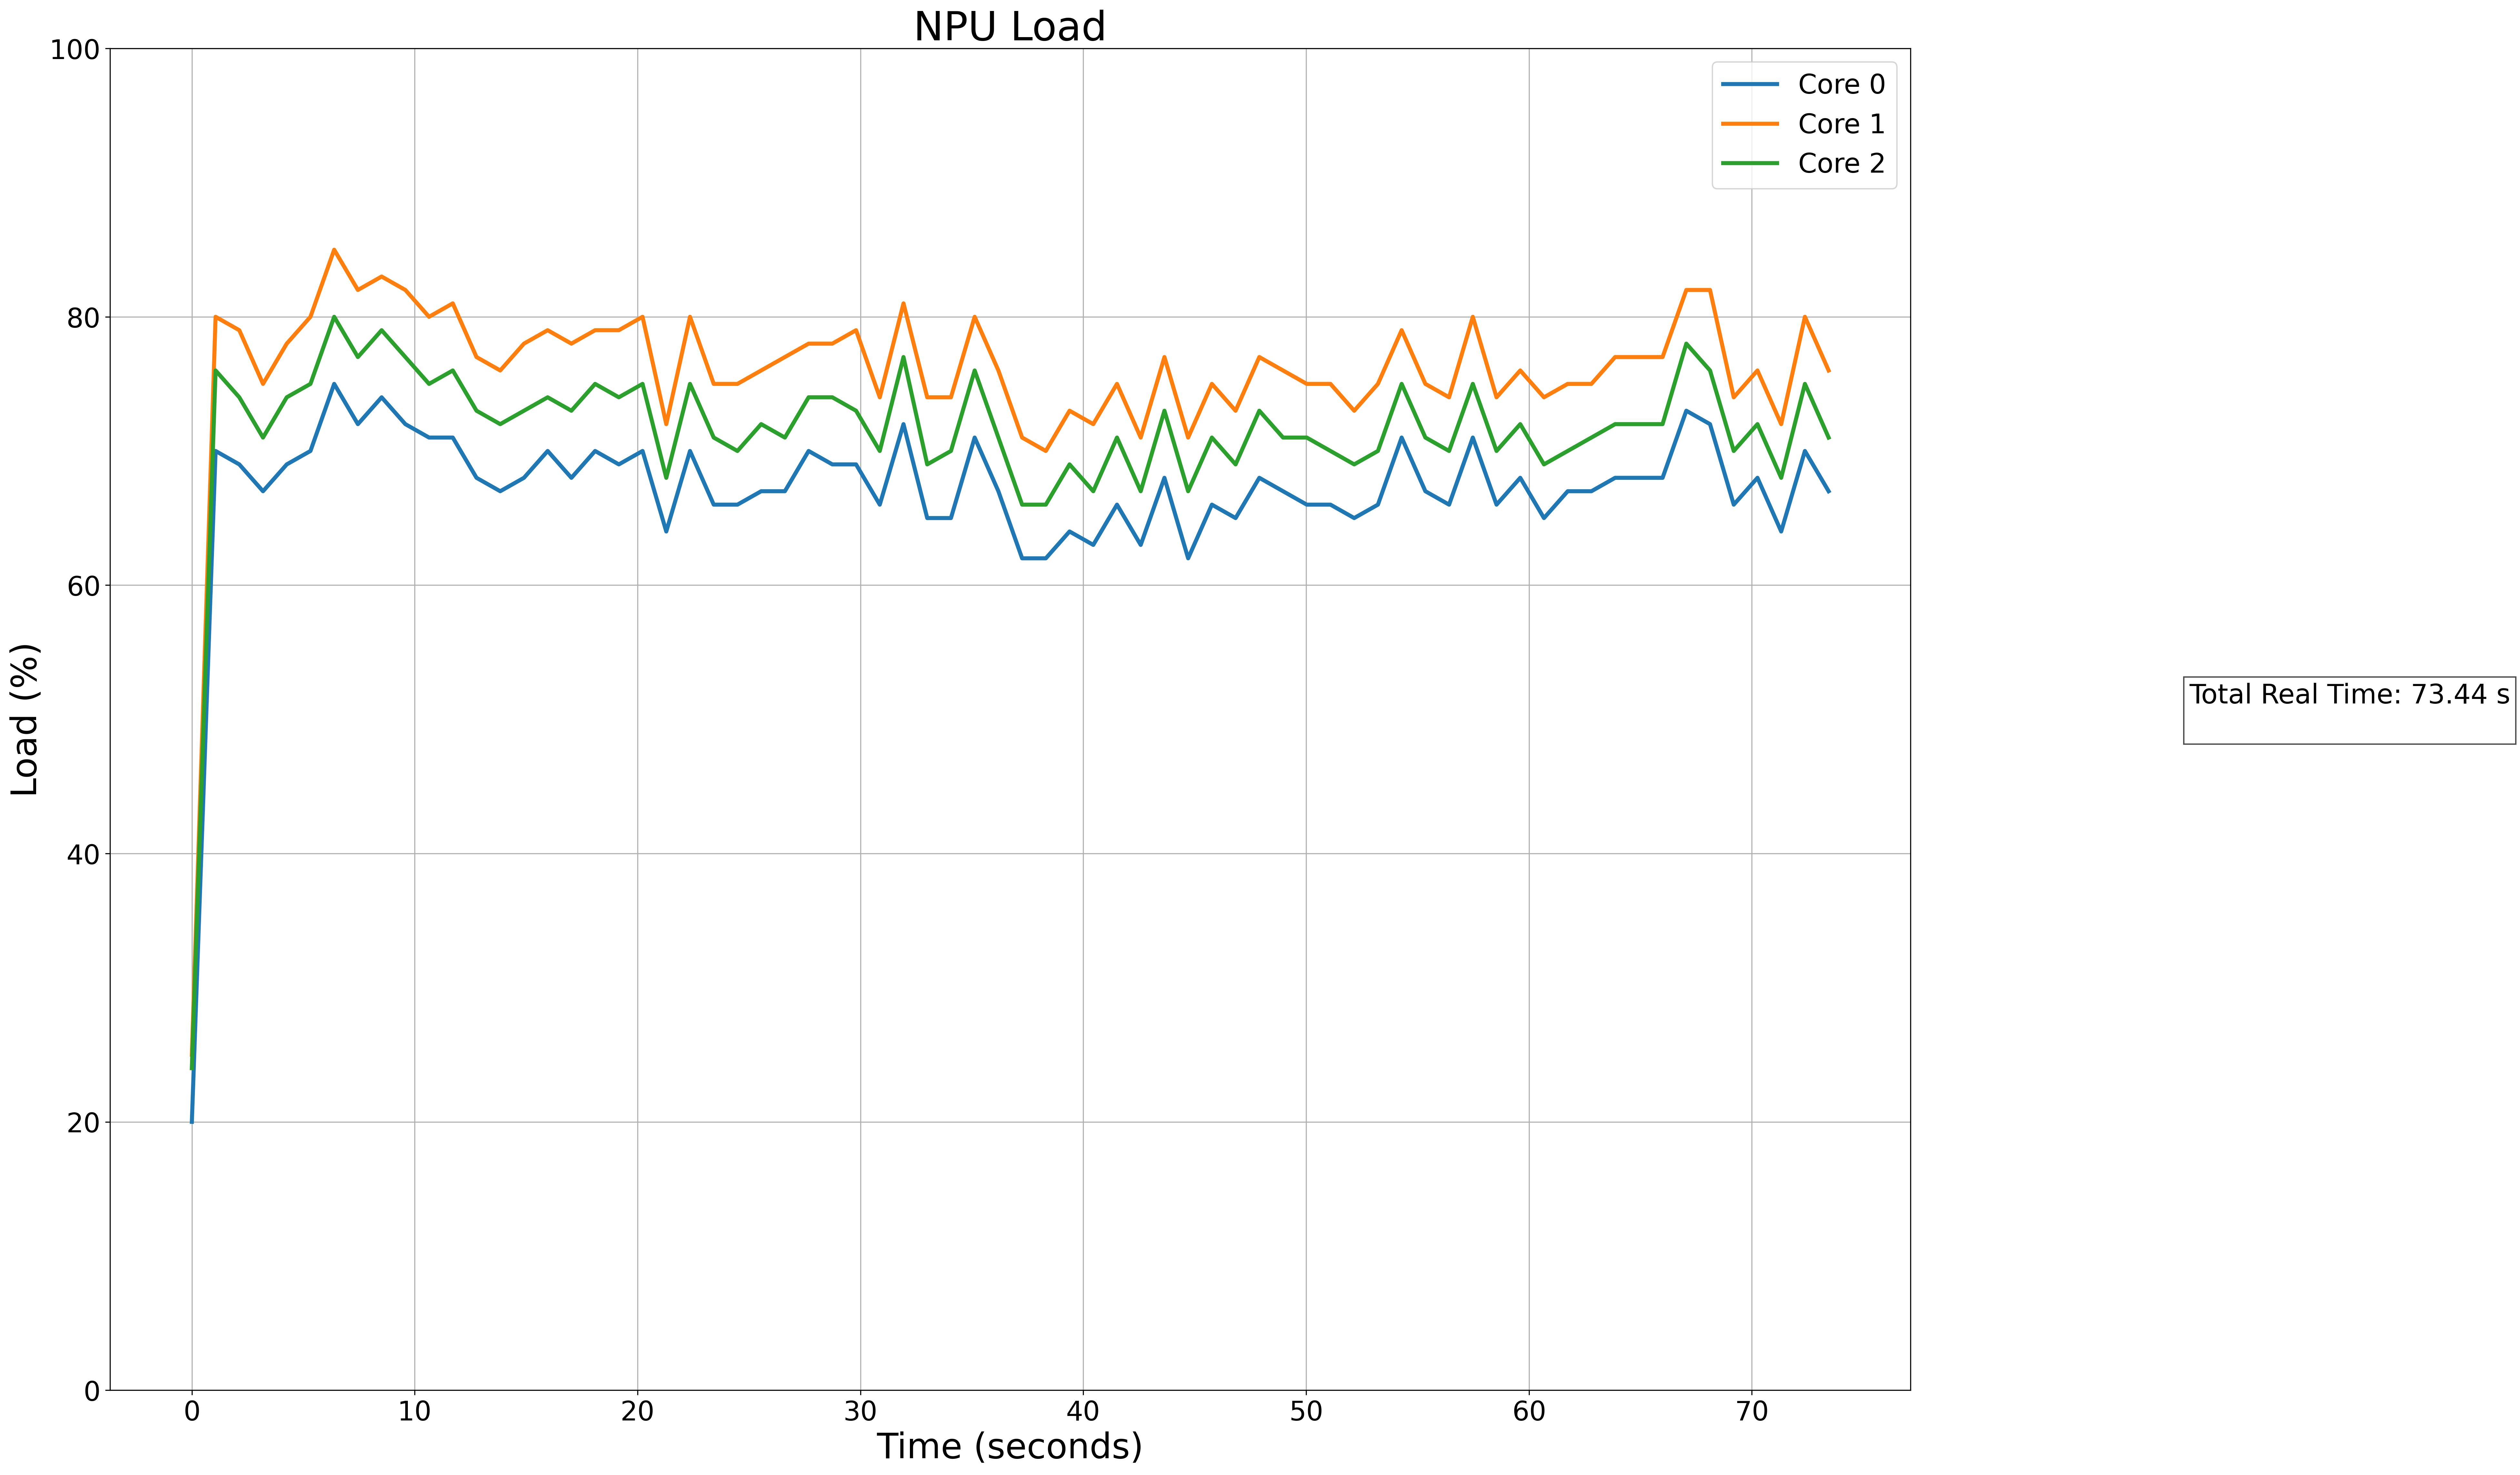 NPU Load
100
80
60
40
20
0
Load (%)
Core 0
Core 1
Core 2
0 10 20 30 40 50 60 70
Time (seconds)
Total Real Time: 73.44 s